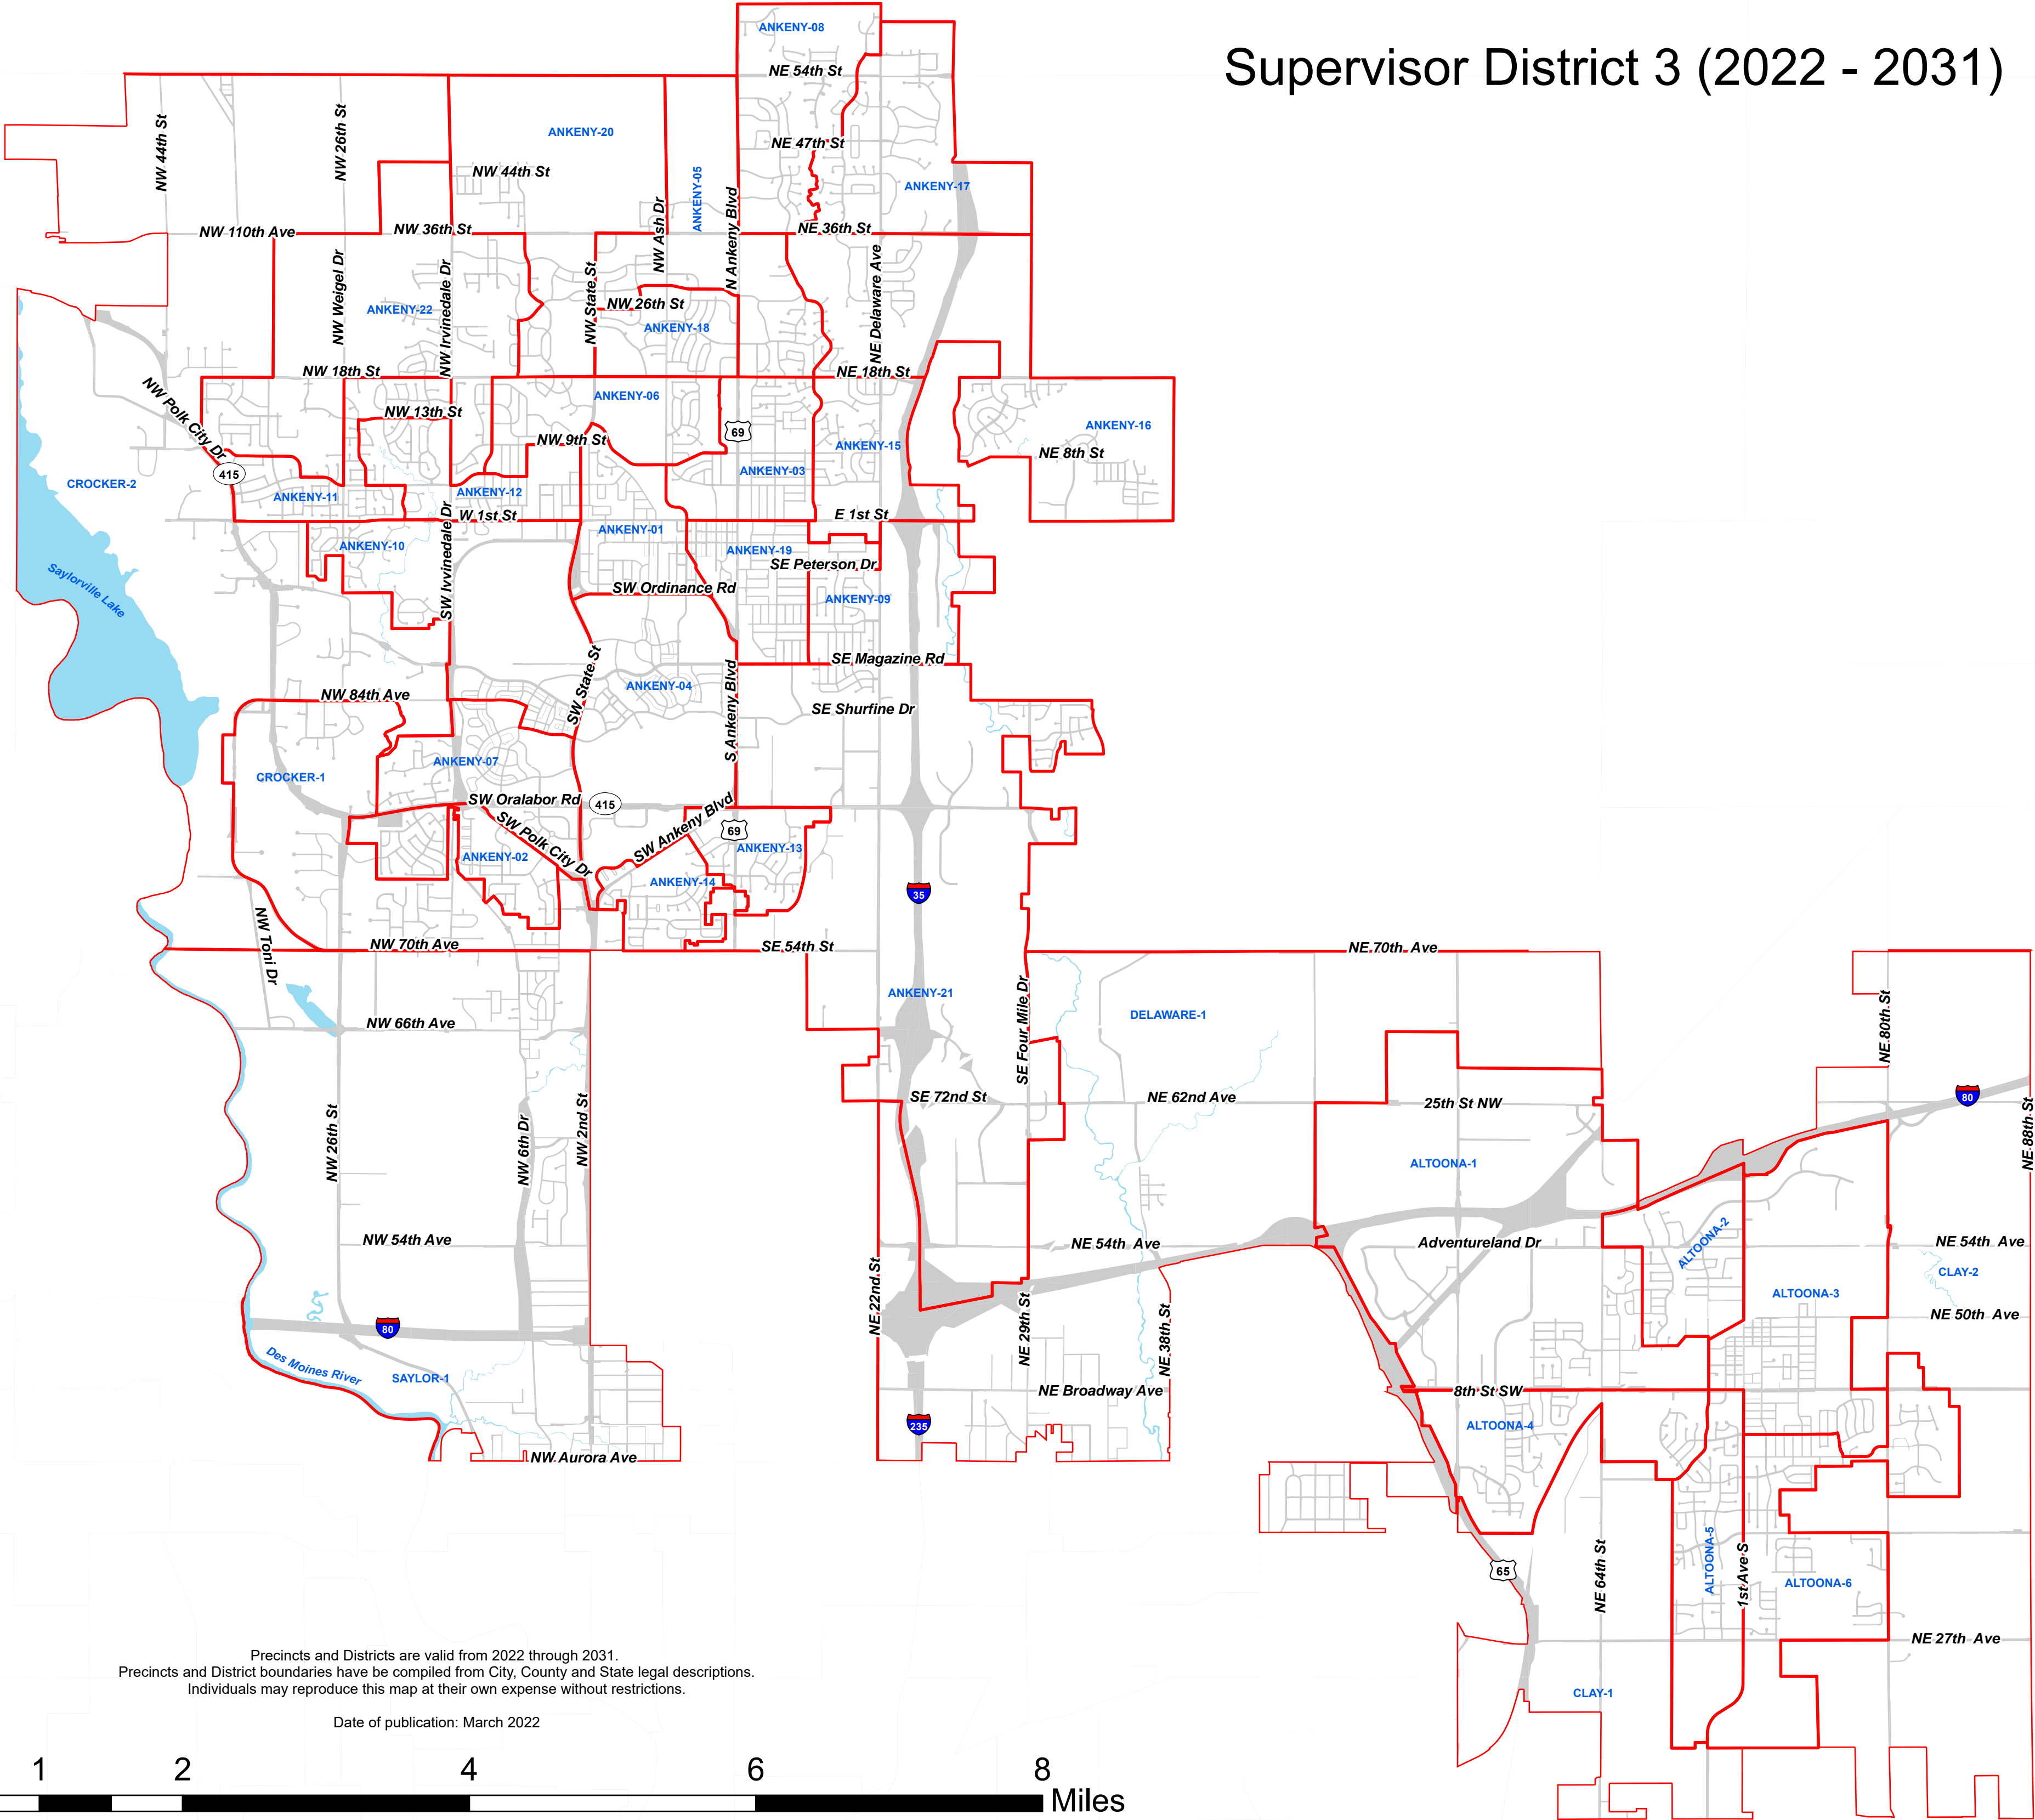 Supervisor District 3 (2022 - 2031)
ANKENY-08
NE 54th St
NW 44th St
NW 26th St
ANKENY-20
NE 47th St
NW 44th St
ANKENY-05
ANKENY-17
NW Ash Dr
N Ankeny Blvd
NW 110th Ave
NW 36th St
NE 36th St
NW Weigel Dr
NW Irvinedale Dr
NW State St
NE Delaware Ave
ANKENY-22
NW 26th St
ANKENY-18
NW 18th St
NE 18th St
NW Polk City Dr
NW 13th St
ANKENY-06
NW 9th St
69
ANKENY-15
ANKENY-16
NE 8th St
415
CROCKER-2
ANKENY-11
ANKENY-12
ANKENY-03
W 1st St
E 1st St
SW Ivvinedale Dr
ANKENY-01
ANKENY-10
ANKENY-19
SE Peterson Dr
Saylorville Lake
SW Ordinance Rd
ANKENY-09
SE Magazine Rd
SW State St
S Ankeny Blvd
NW 84th Ave
ANKENY-04
SE Shurfine Dr
CROCKER-1
ANKENY-07
SW Oralabor Rd
415
SW Ankeny Blvd
69
SW Polk City Dr
ANKENY-02
ANKENY-13
ANKENY-14
35
NW Toni Dr
NW 70th Ave
SE 54th St
NE 70th Ave
ANKENY-21
SE Four Mile Dr
DELAWARE-1
NE 80th St
NW 66th Ave
SE 72nd St
NE 62nd Ave
25th St NW
80
NE 88th St
NW 26th St
NW 6th Dr
NW 2nd St
ALTOONA-1
NW 54th Ave
NE 54th Ave
Adventureland Dr
ALTOONA-2
NE 54th Ave
CLAY-2
ALTOONA-3
NE 50th Ave
NE 22nd St
NE 29th St
NE 38th St
80
Des Moines River
SAYLOR-1
NE Broadway Ave
8th St SW
235
ALTOONA-4
NW Aurora Ave
65
NE 64th St
ALTOONA-5
1st Ave S
ALTOONA-6
NE 27th Ave
CLAY-1
Precincts and Districts are valid from 2022 through 2031.
Precincts and District boundaries have be compiled from City, County and State legal descriptions.
Individuals may reproduce this map at their own expense without restrictions.
Date of publication: March 2022
1 2 4 6 8
Miles